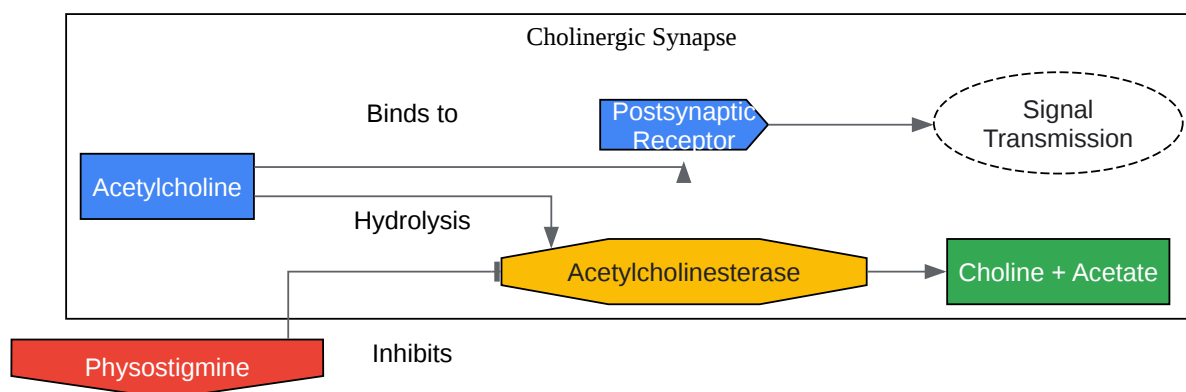 Cholinergic Synapse
Binds to
Postsynaptic
Receptor
Signal
Transmission
Acetylcholine
Hydrolysis
Acetylcholinesterase
Choline + Acetate
Physostigmine
Inhibits